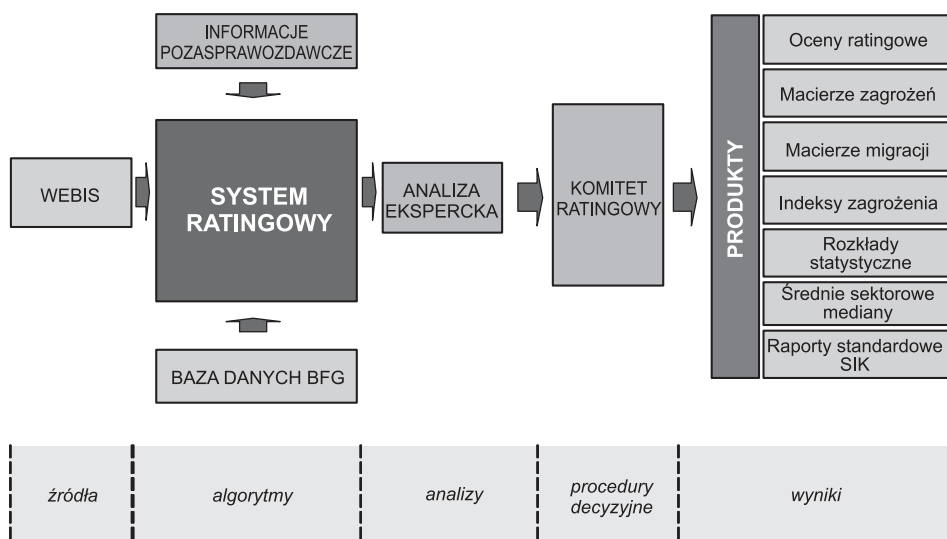 INFORMACJE
POZASPRAWOZDAWCZE
WEBIS
SYSTEM
RATINGOWY
BAZA DANYCH BFG
ANALIZA
EKSPERCKA
KOMITET
RATINGOWY
PRODUKTY
Oceny ratingowe
Macierze zagrożeń
Macierze migracji
Indeksy zagrożenia
Rozkłady
statystyczne
Średnie sektorowe
mediany
Raporty standardowe
SIK
źródła
algorytmy
analizy
procedury
decyzyjne
wyniki